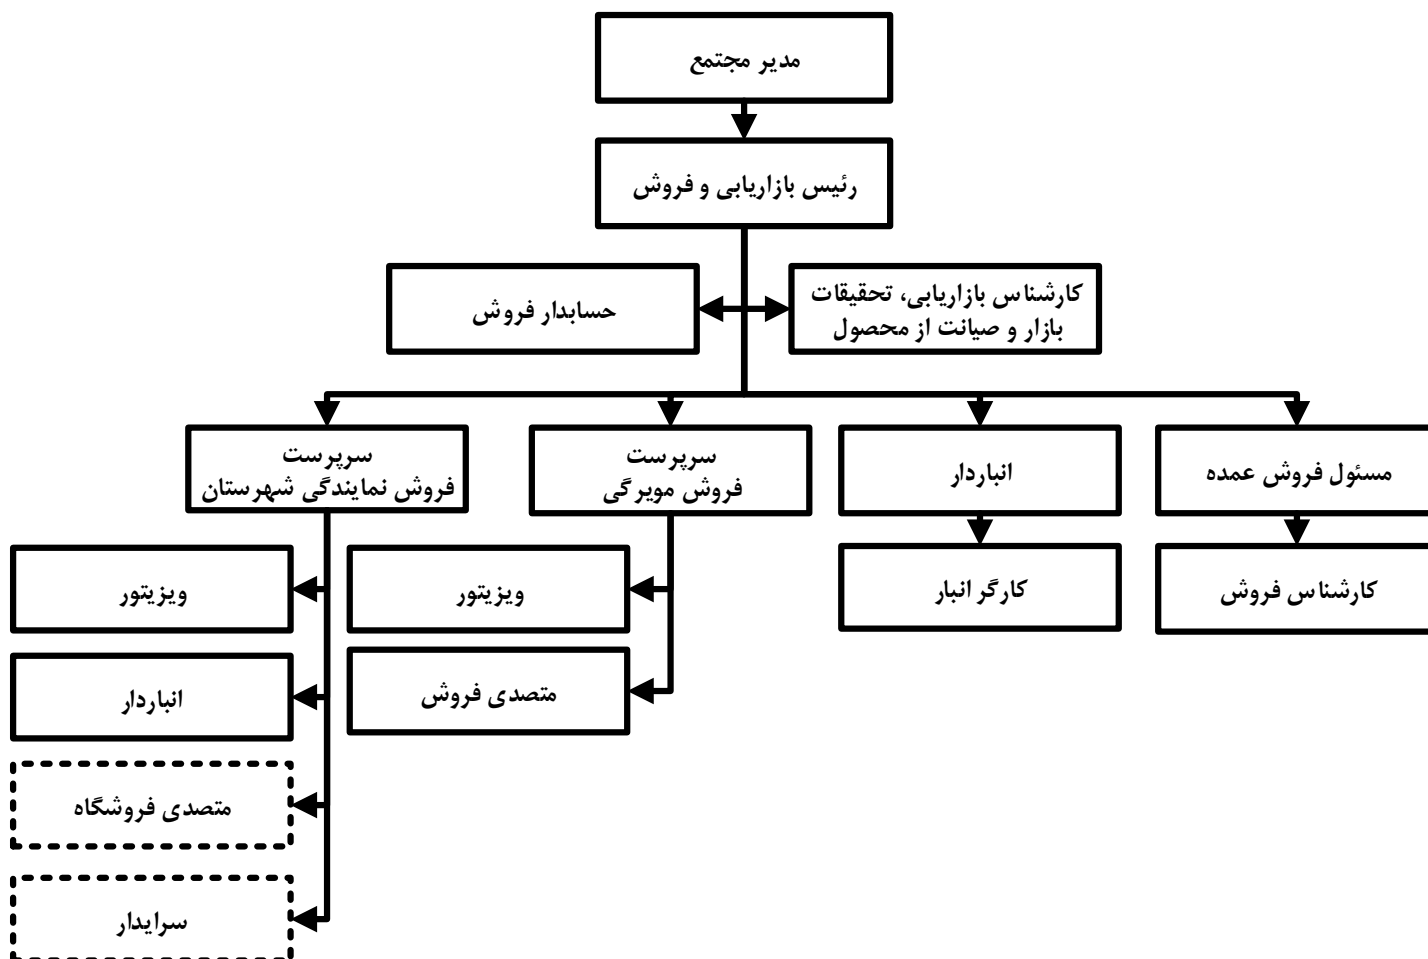 مدیر مجتمع
رئیس بازاریابی و فروش
کارشناس بازاریابی، تحقیقات
بازار و صیانت از محصول
حسابدار فروش
مسئول فروش عمده
انباردار
سرپرست
فروش مویرگی
سرپرست
فروش نمایندگی شهرستان
کارشناس فروش
کارگر انبار
ویزیتور
ویزیتور
متصدی فروش
انباردار
متصدی فروشگاه
سرایدار